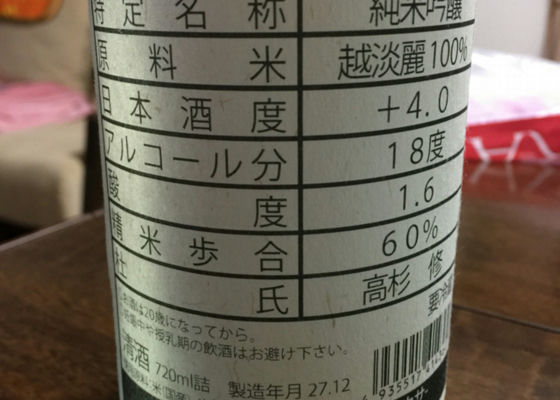 特定名称 純米吟醸
原料米 越淡麗100%
日本酒度 +4.0
アルコール分 18度
酸度 1.6
精米歩合 60%
杜氏 高杉 修
お酒は20歳になってから。 要冷
妊娠中や授乳期の飲酒はお避け下さい。
清酒 720ml詰 製造年月 27.12
935517